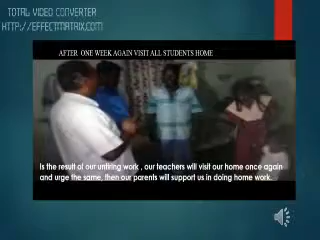 TOTAL VIDEO CONVERTER
HTTP://EFFECTMATRIX.COM
AFTER ONE WEEK AGAIN VISIT ALL STUDENTS HOME
Is the result of our untiring work , our teachers will visit our home once again
and urge the same, then our parents will support us in doing home work.